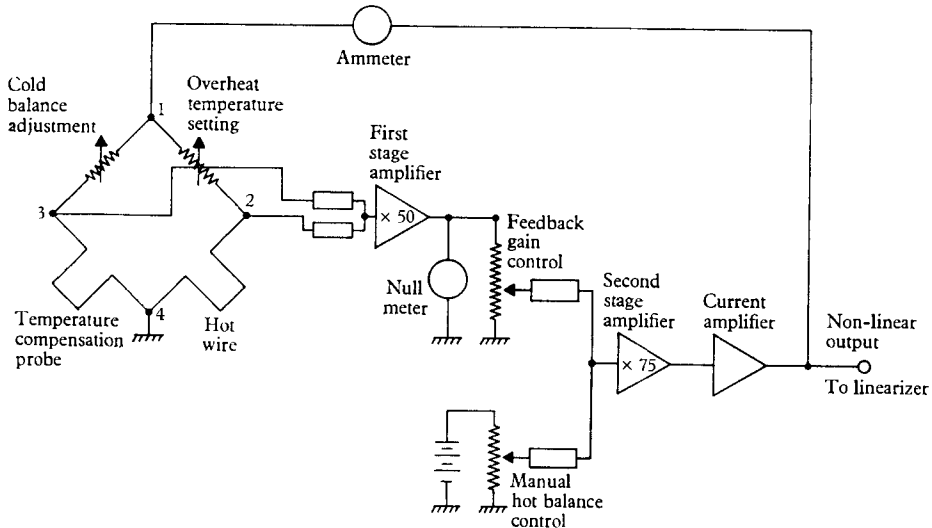 Ammeter
Cold
balance
adjustment
Overheat
temperature
setting
1
First
stage
amplifier
3
2
× 50
Feedback
gain
control
Null
meter
4
Temperature
compensation
probe
Hot
wire
Second
stage
amplifier
Current
amplifier
Non-linear
output
× 75
To linearizer
Manual
hot balance
control